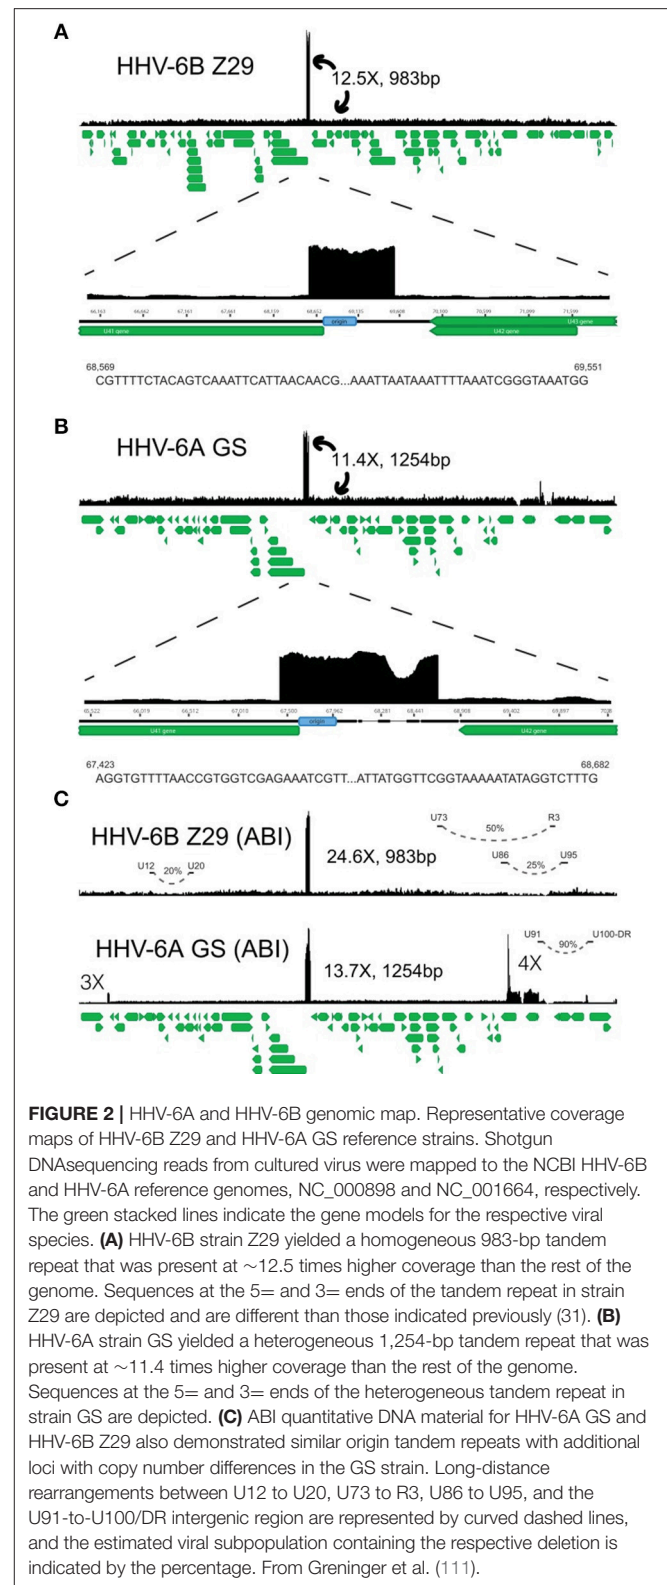 A
HHV-6B Z29
12.5X, 983bp
U41 gene
origin
U43 gene
U42 gene
68,569
69,551
CGTTTTCTACAGTCAAATTCATTAACAACG...AAATTAATAAATTTTAAATCGGGTAAATGG
B
HHV-6A GS
11.4X, 1254bp
U41 gene
origin
U42 gene
67,423
68,682
AGGTGTTTTAACCGTGGTCGAGAAATCGTT...ATTATGGTTCGGTAAAAATATAGGTCTTTG
C
HHV-6B Z29 (ABI)
24.6X, 983bp
U12
20%
U20
U73
50%
R3
U86
25%
U95
HHV-6A GS (ABI)
3X
13.7X, 1254bp
4X
U91
90%
U100-DR
FIGURE 2 | HHV-6A and HHV-6B genomic map. Representative coverage
maps of HHV-6B Z29 and HHV-6A GS reference strains. Shotgun
DNAsequencing reads from cultured virus were mapped to the NCBI HHV-6B
and HHV-6A reference genomes, NC_000898 and NC_001664, respectively.
The green stacked lines indicate the gene models for the respective viral
species. (A) HHV-6B strain Z29 yielded a homogeneous 983-bp tandem
repeat that was present at ∼12.5 times higher coverage than the rest of the
genome. Sequences at the 5= and 3= ends of the tandem repeat in strain
Z29 are depicted and are different than those indicated previously (31). (B)
HHV-6A strain GS yielded a heterogeneous 1,254-bp tandem repeat that was
present at ∼11.4 times higher coverage than the rest of the genome.
Sequences at the 5= and 3= ends of the heterogeneous tandem repeat in
strain GS are depicted. (C) ABI quantitative DNA material for HHV-6A GS and
HHV-6B Z29 also demonstrated similar origin tandem repeats with additional
loci with copy number differences in the GS strain. Long-distance
rearrangements between U12 to U20, U73 to R3, U86 to U95, and the
U91-to-U100/DR intergenic region are represented by curved dashed lines,
and the estimated viral subpopulation containing the respective deletion is
indicated by the percentage. From Greninger et al. (111).